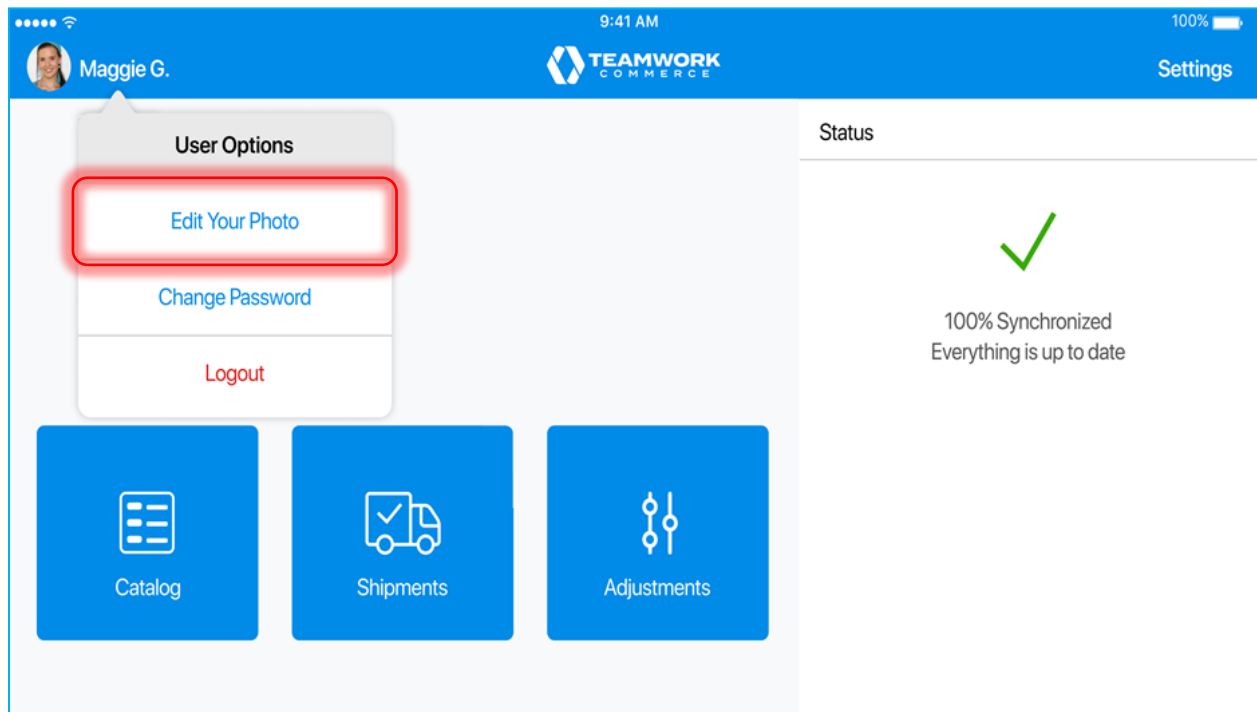 9:41 AM
100%
Maggie G.
TEAMWORK
COMMERCE
Settings
User Options
Edit Your Photo
Change Password
Logout
Status
100% Synchronized
Everything is up to date
Catalog
Shipments
Adjustments